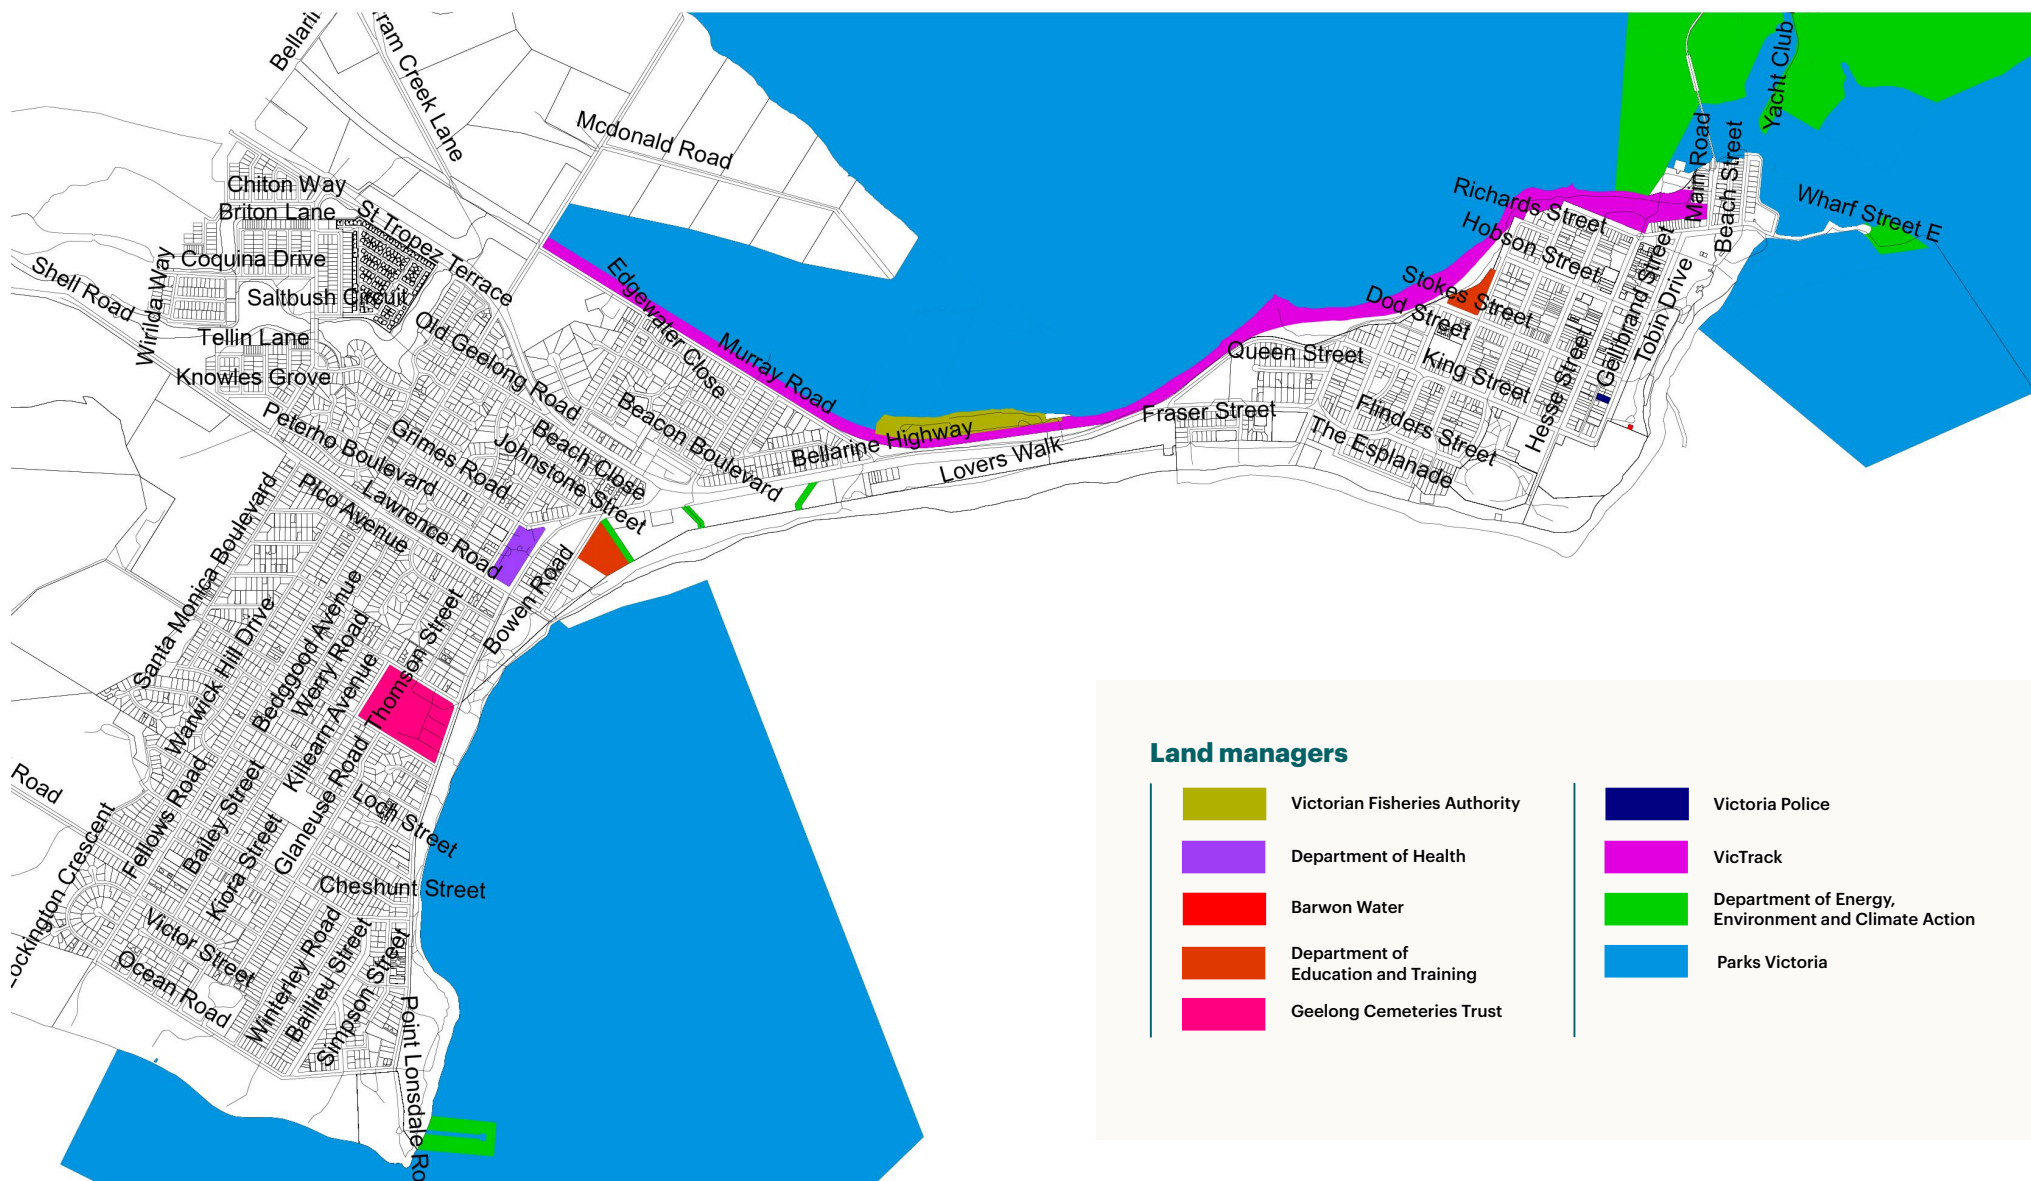 Bellari
ram Creek Lane
Mcdonald Road
Yacht Club
Main Road
Beach Street
Chiton Way
Briton Lane
St Tropez Terrace
Coquina Drive
Wirilda Way
Shell Road
Saltbush Circuit
Tellin Lane
Knowles Grove
Old Geelong Road
Edgewater Close
Murray Road
Richards Street
Hobson Street
Stokes Street
Dod Street
Wharf Street E
Gellibrand Street
Tobin Drive
Queen Street
King Street
Hesse Street
Flinders Street
Fraser Street
The Esplanade
Peterho Boulevard
Grimes Road
Johnstone Street
Beach Close
Beacon Boulevard
Bellarine Highway
Lovers Walk
Pico Avenue
Lawrence Road
Santa Monica Boulevard
Bowen Road
Warwick Hill Drive
Bedggood Avenue
Werry Road
Killearn Avenue
Thomson Street
Road
Fellows Road
Bailey Street
Kiora Street
Glaneuse Road
Loch Street
Cheshunt Street
ockington Crescent
Victor Street
Ocean Road
Winterley Road
Baillieu Street
Simpson Street
Point Lonsdale Ro
Land managers
Victorian Fisheries Authority
Department of Health
Barwon Water
Department of
Education and Training
Geelong Cemeteries Trust
Victoria Police
VicTrack
Department of Energy,
Environment and Climate Action
Parks Victoria